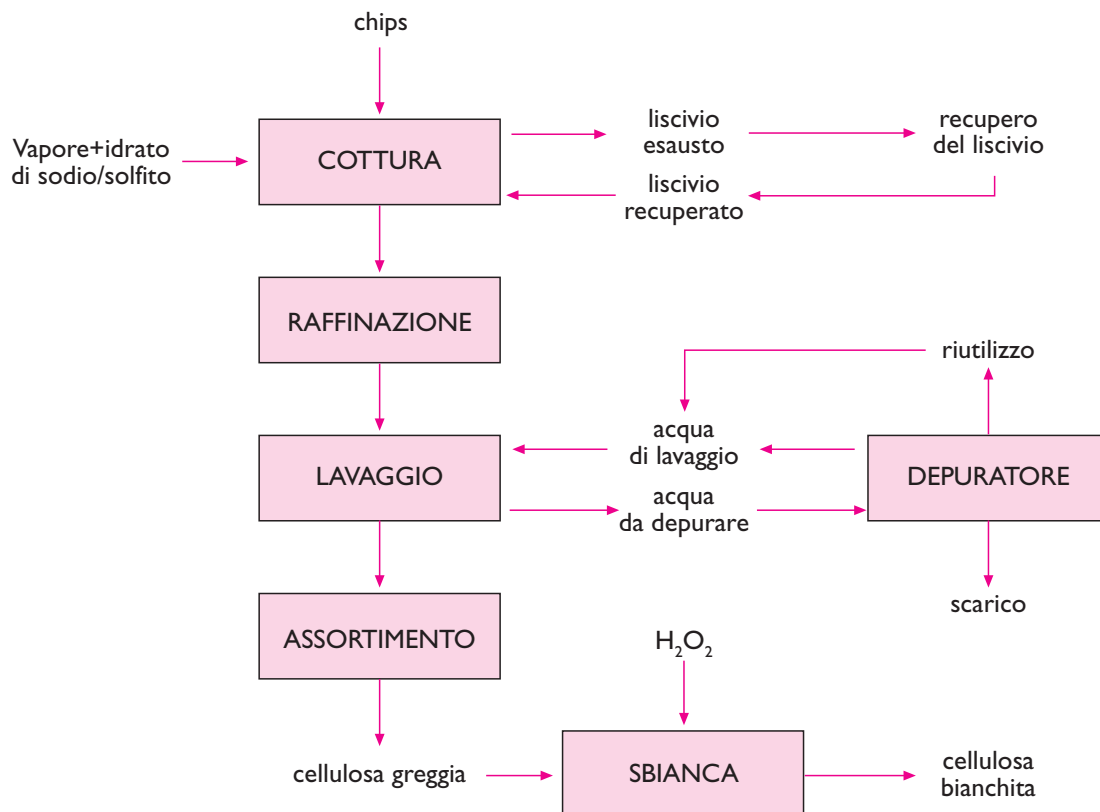 chips
Vapore+idrato
di sodio/solfito
COTTURA
liscivio
esausto
recupero
del liscivio
liscivio
recuperato
RAFFINAZIONE
riutilizzo
acqua
di lavaggio
LAVAGGIO
DEPURATORE
acqua
da depurare
scarico
ASSORTIMENTO
H₂O₂
cellulosa greggia
SBIANCA
cellulosa
bianchita